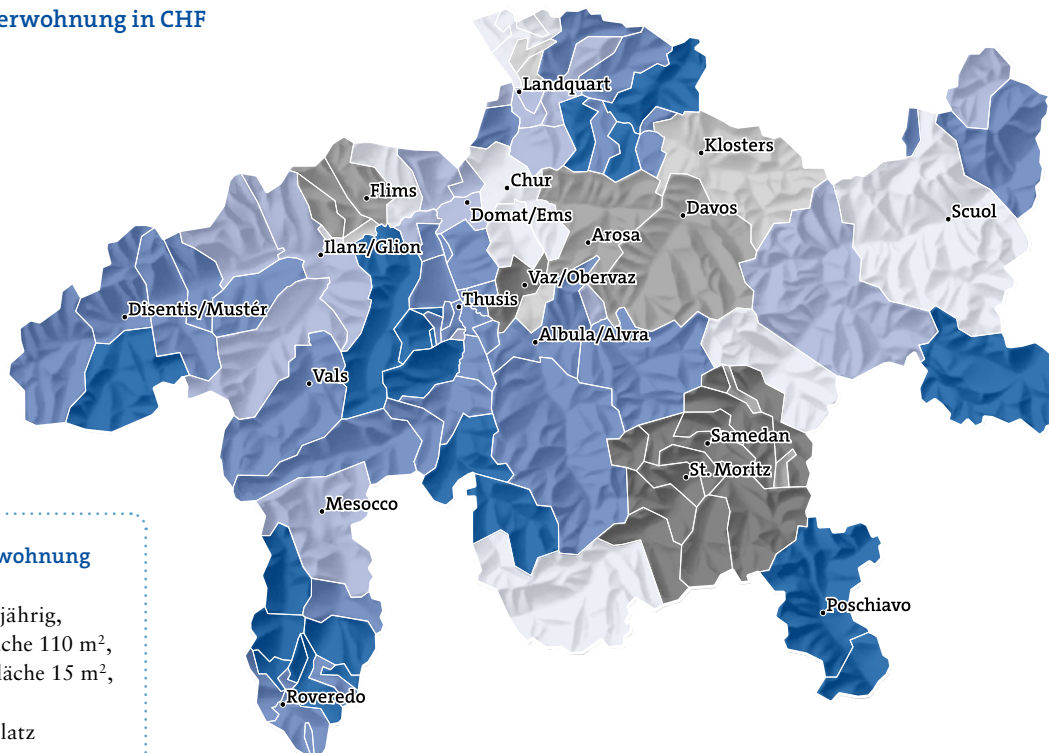 erwohnung in CHF
Landquart
Klosters
Chur
Flims
Domat/Ems
Davos
Scuol
Arosa
Ilanz/Glion
Vaz/Obervaz
Thusis
Disentis/Mustér
Albula/Alvra
Vals
Samedan
St. Moritz
Mesocco
wohnung
jährig,
che 110 m²,
läche 15 m²,
Poschiavo
Roveredo
latz